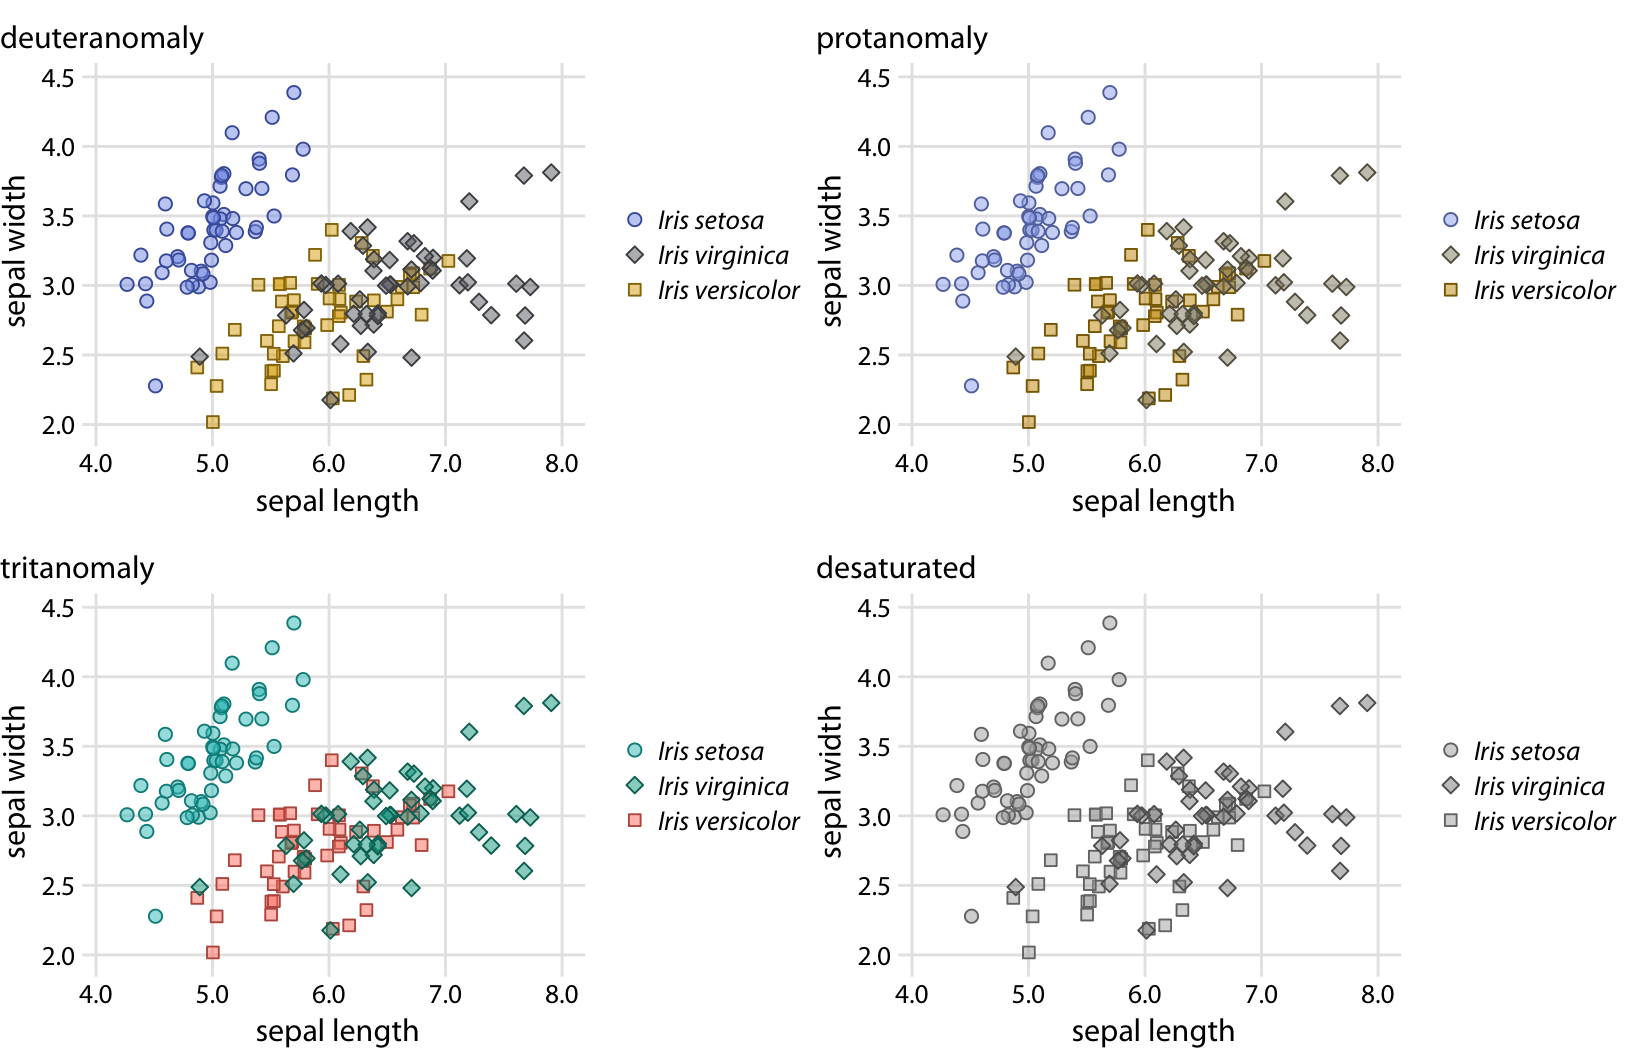 deuteranomaly
4.5
4.0
3.5
3.0
2.5
2.0
sepal width
4.0 5.0 6.0 7.0 8.0
sepal length
Iris setosa
Iris virginica
Iris versicolor
protanomaly
4.5
4.0
3.5
3.0
2.5
2.0
sepal width
4.0 5.0 6.0 7.0 8.0
sepal length
Iris setosa
Iris virginica
Iris versicolor
tritanomaly
4.5
4.0
3.5
3.0
2.5
2.0
sepal width
4.0 5.0 6.0 7.0 8.0
sepal length
Iris setosa
Iris virginica
Iris versicolor
desaturated
4.5
4.0
3.5
3.0
2.5
2.0
sepal width
4.0 5.0 6.0 7.0 8.0
sepal length
Iris setosa
Iris virginica
Iris versicolor